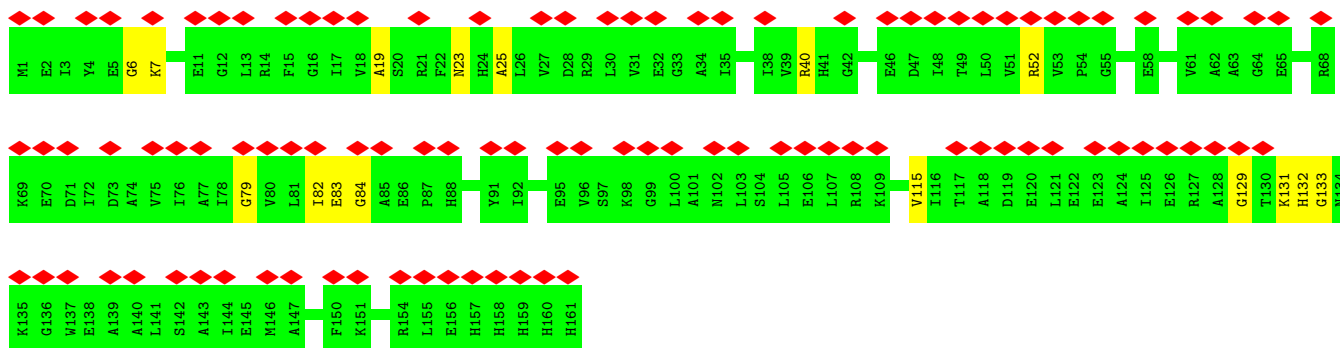 M1 E2 I3 Y4 E5 G6 K7 E11 G12 L13 R14 F15 G16 I17 V18 A19 S20 R21 F22 N23 H24 A25 L26 V27 D28 R29 L30 V31 E32 G33 A34 I35 I38 V39 R40 H41 G42 E46 D47 I48 T49 L50 V51 R52 V53 P54 G55 E58 V61 A62 A63 G64 E65 R68
K69 E70 D71 I72 D73 A74 V75 I76 A77 I78 G79 V80 L81 I82 E83 G84 A85 E86 P87 H88 Y91 I92 E95 V96 S97 K98 G99 L100 A101 N102 L103 S104 L105 E106 L107 R108 K109 V115 I116 T117 A118 D119 E120 L121 E122 E123 A124 I125 E126 R127 A128 G129 T130 K131 H132 G133 N134
K135 G136 W137 E138 A139 A140 L141 S142 A143 I144 E145 M146 A147 F150 K151 R154 L155 E156 H157 H158 H159 H160 H161